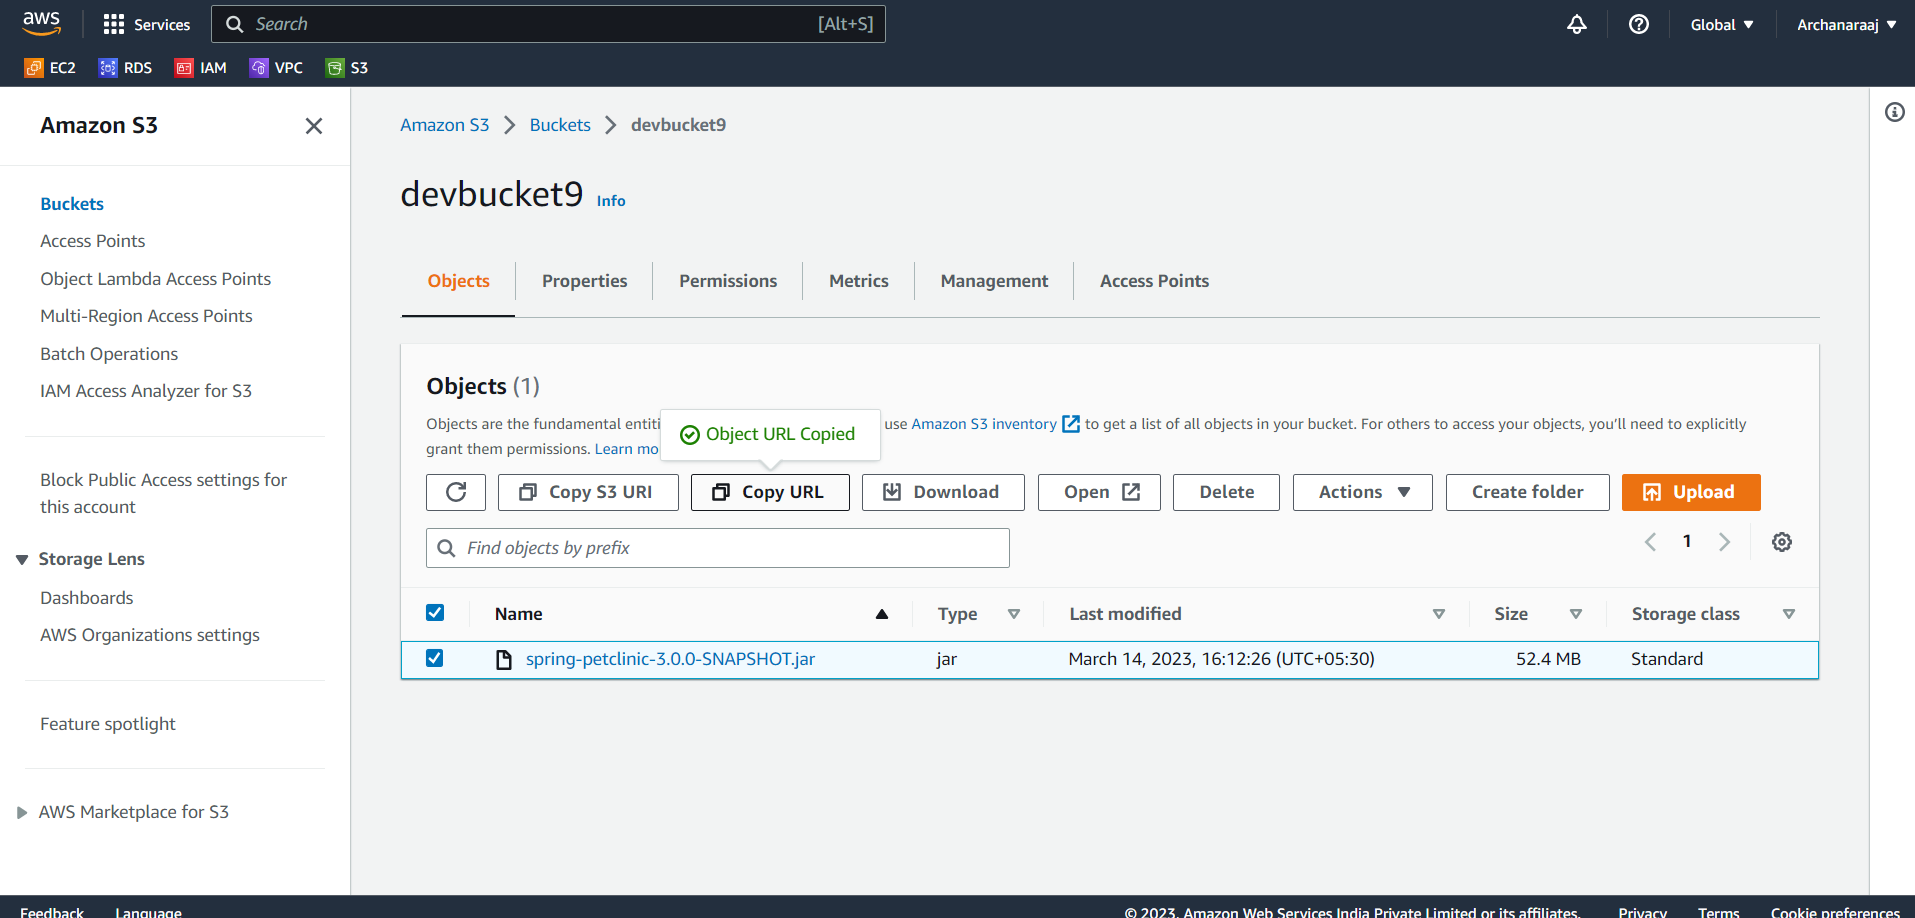 aws
Services
Search [Alt+S]
Global ▼
Archanaraaj ▼
EC2 RDS IAM VPC S3
Amazon S3
Buckets
Access Points
Object Lambda Access Points
Multi-Region Access Points
Batch Operations
IAM Access Analyzer for S3
Block Public Access settings for
this account
Storage Lens
Dashboards
AWS Organizations settings
Feature spotlight
AWS Marketplace for S3
Amazon S3 > Buckets > devbucket9
devbucket9 Info
Objects Properties Permissions Metrics Management Access Points
Objects (1)
Objects are the fundamental use Amazon S3 inventory to get a list of all objects in your bucket. For others to access your objects, you'll need to explicitly
grant them permissions. Learn
Object URL Copied
Copy S3 URI Copy URL Download Open Delete Actions ▼ Create folder Upload
Find objects by prefix
1
Name Type Last modified Size Storage class
spring-petclinic-3.0.0-SNAPSHOT.jar jar March 14, 2023, 16:12:26 (UTC+05:30) 52.4 MB Standard
Feedback Language © 2023, Amazon Web Services India Private Limited or its affiliates. Privacy Terms Cookie preferences